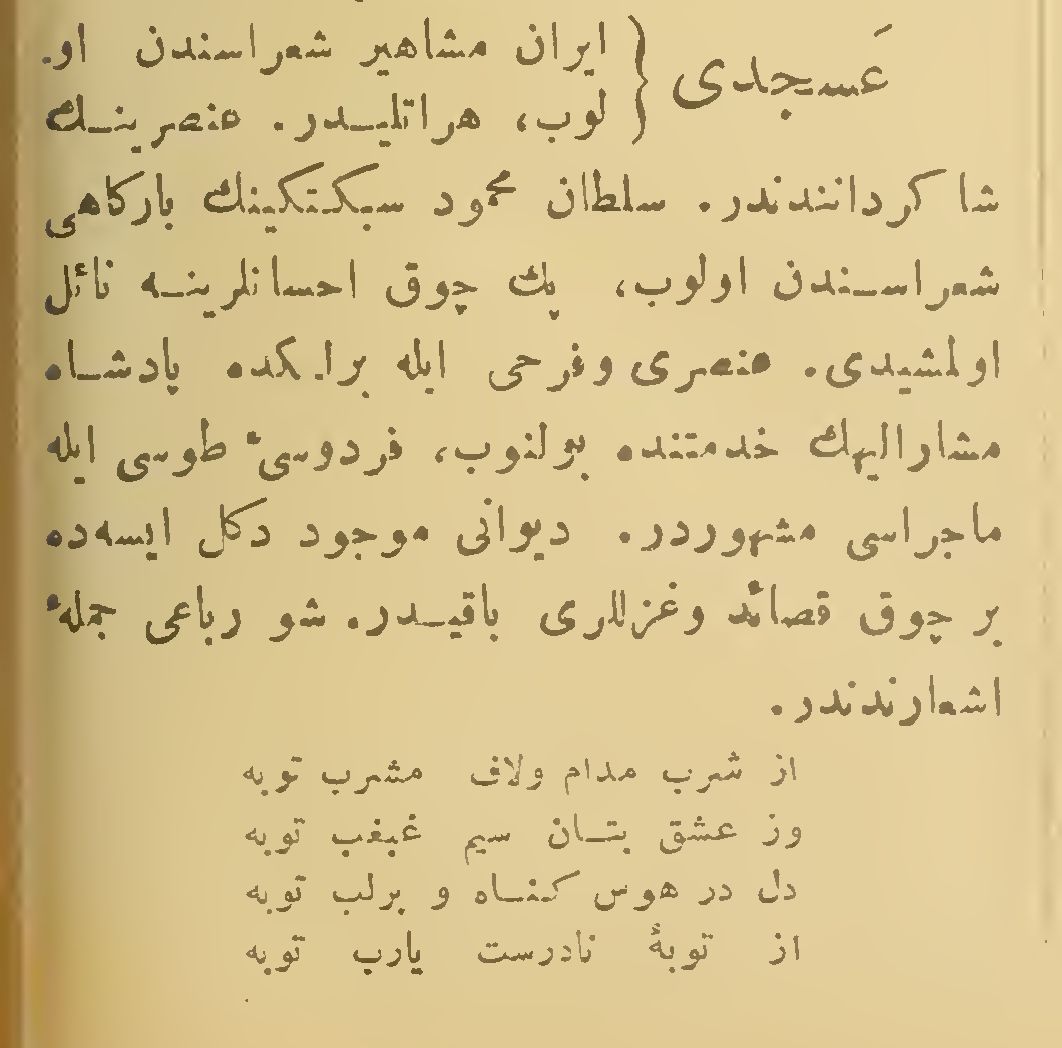 عَسجدی { ایران مشاهیر شعراسندن او-
لوب، هراتلیدر. عنصرینك
شاکردانندندر. سلطان محمود سبکتکینك بارکاهی
شعراسندن اولوب، پك چوق احسانلرینه نائل
اولمشیدی. عنصری وفرخی ایله برلکده پادشاه
مشارالیهك خدمتنده بولنوب، فردوسیٔ طوسی ایله
ماجراسی مشهوردر. دیوانی موجود دکل ایسه‌ده
بر چوق قصائد وغزللری باقیدر. شو رباعی جملهٔ
اشعارندندر.
از شرب مدام ولاف مشرب توبه
وز عشق بتان سیم غبغب توبه
دل در هوس کناه و برلب توبه
از توبهٔ نادرست یارب توبه